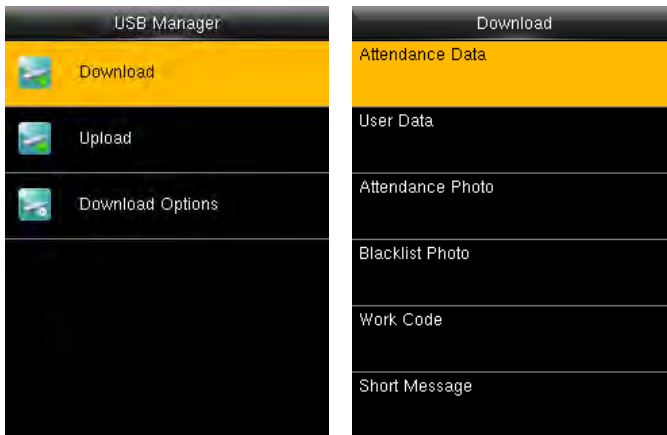 USB Manager
Download
Upload
Download Options
Download
Attendance Data
User Data
Attendance Photo
Blacklist Photo
Work Code
Short Message